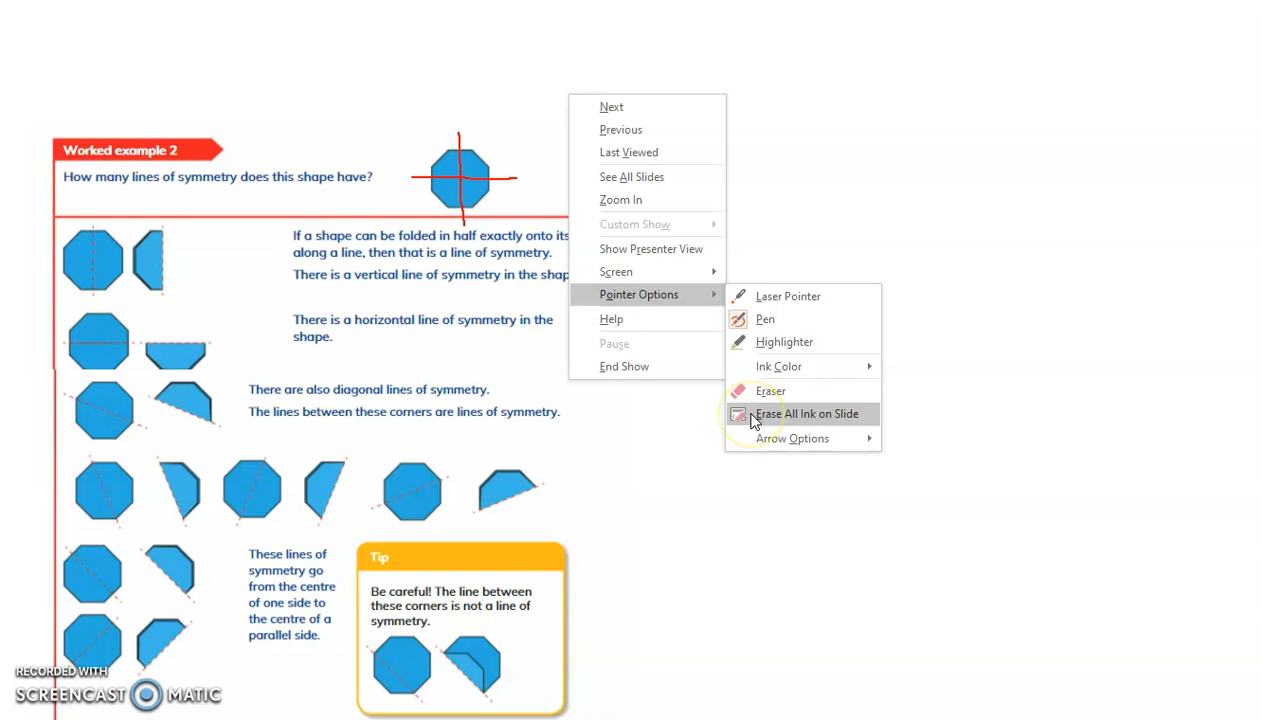 Worked example 2
How many lines of symmetry does this shape have?
If a shape can be folded in half exactly onto its
along a line, then that is a line of symmetry.
There is a vertical line of symmetry in the shap
There is a horizontal line of symmetry in the
shape.
There are also diagonal lines of symmetry.
The lines between these corners are lines of symmetry.
These lines of
symmetry go
from the centre
of one side to
the centre of a
parallel side.
Tip
Be careful! The line between
these corners is not a line of
symmetry.
Next
Previous
Last Viewed
See All Slides
Zoom In
Custom Show
Show Presenter View
Screen
Pointer Options
Help
Pause
End Show
Laser Pointer
Pen
Highlighter
Ink Color
Eraser
Erase All Ink on Slide
Arrow Options
RECORDED WITH
SCREENCAST MATIC